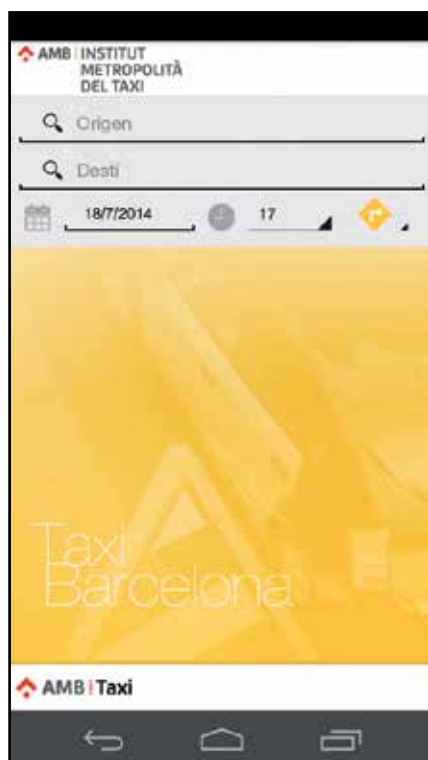 AMB INSTITUT
METROPOLITÀ
DEL TAXI
Origen
Destí
18/7/2014 17
Taxi
Barcelona
AMB Taxi